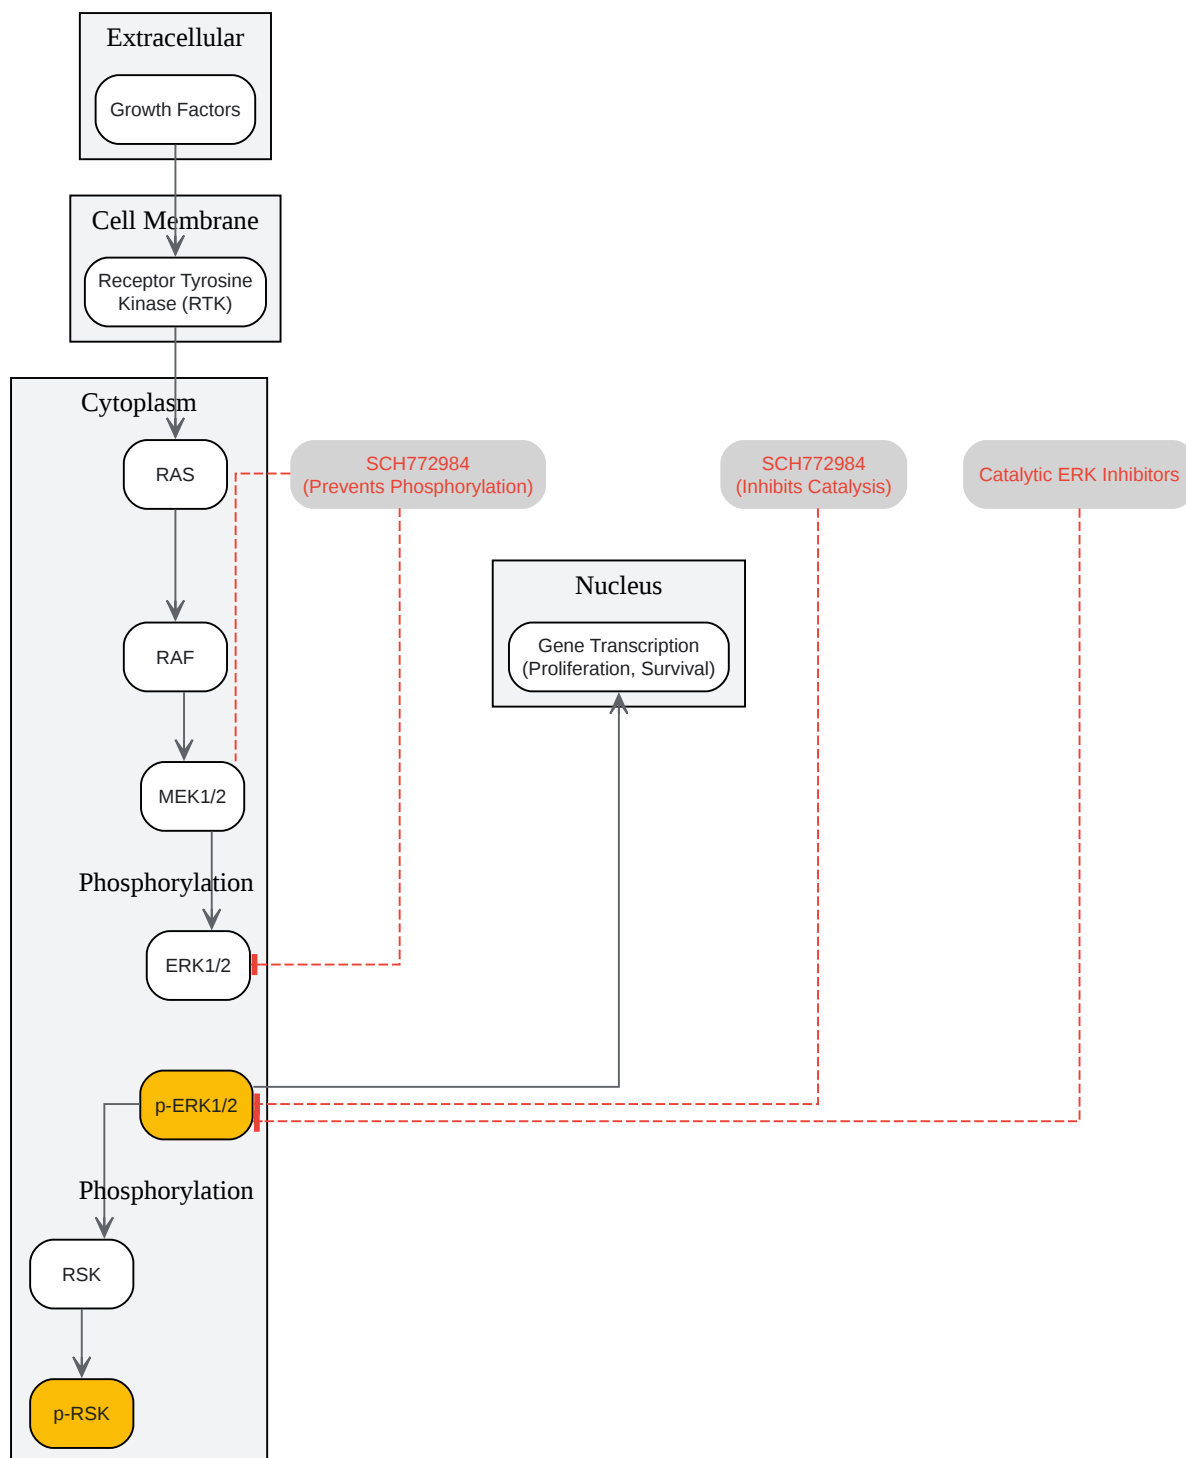 Extracellular
Growth Factors
Cell Membrane
Receptor Tyrosine
Kinase (RTK)
Cytoplasm
RAS
SCH772984
(Prevents Phosphorylation)
SCH772984
(Inhibits Catalysis)
Catalytic ERK Inhibitors
Nucleus
Gene Transcription
(Proliferation, Survival)
RAF
MEK1/2
Phosphorylation
ERK1/2
p-ERK1/2
Phosphorylation
RSK
p-RSK